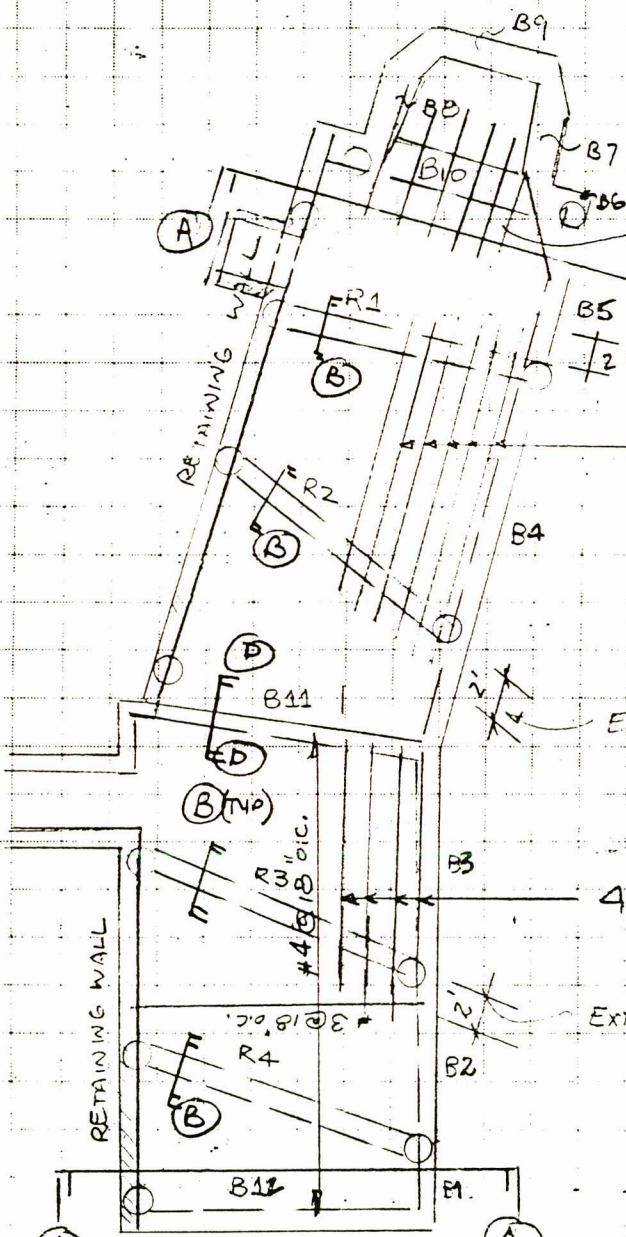 B9
B8
B7
B10
B6
A
B5
2
R1
B
RETAINING WALL
R2
B
B4
D
B11
2'
4
D
B (TYP)
B3
R3
#4@18" o.c.
4
#3@18" o.c.
2'
R4
B2
RETAINING WALL
B
B12
B1
A